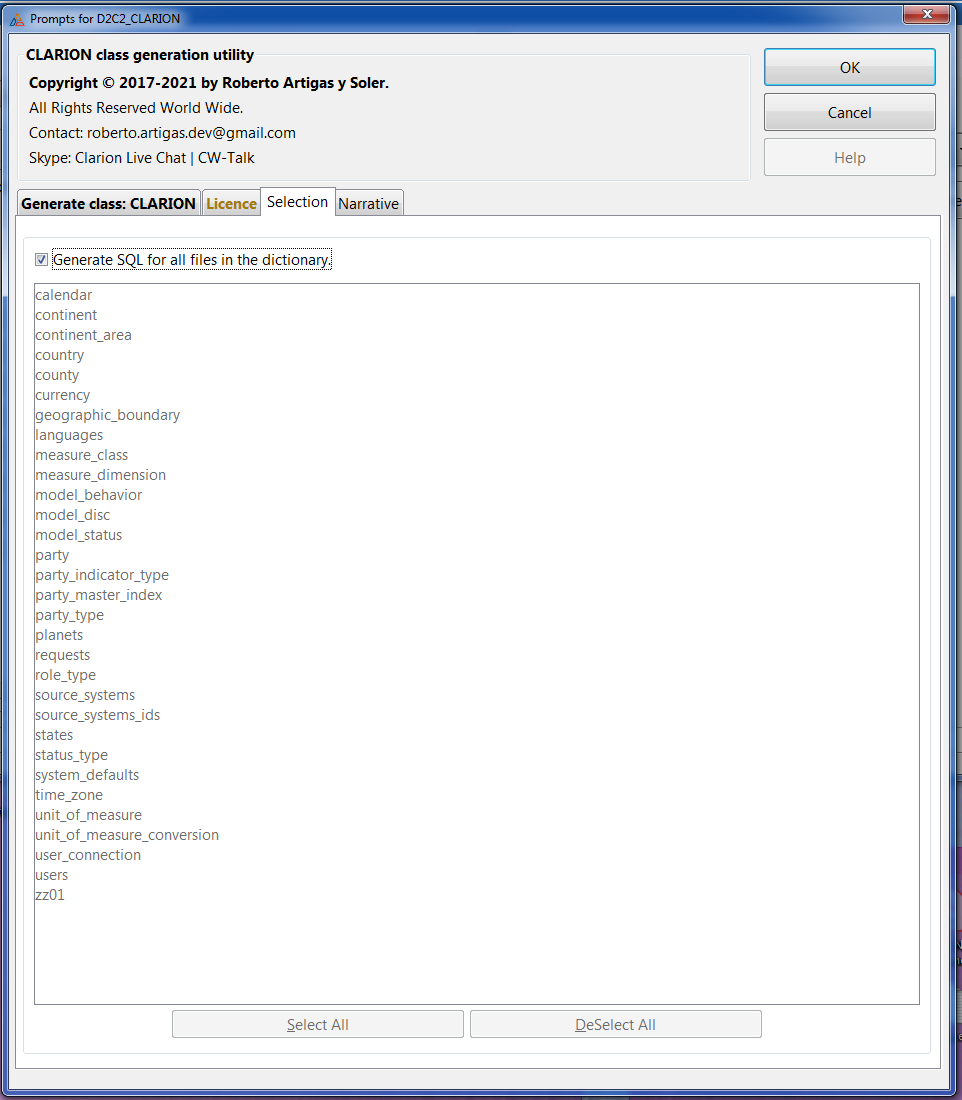 Prompts for D2C2_CLARION
CLARION class generation utility
Copyright © 2017-2021 by Roberto Artigas y Soler.
All Rights Reserved World Wide.
Contact: roberto.artigas.dev@gmail.com
Skype: Clarion Live Chat | CW-Talk
OK
Cancel
Help
Generate class: CLARION
Licence
Selection
Narrative
Generate SQL for all files in the dictionary.
calendar
continent
continent_area
country
county
currency
geographic_boundary
languages
measure_class
measure_dimension
model_behavior
model_disc
model_status
party
party_indicator_type
party_master_index
party_type
planets
requests
role_type
source_systems
source_systems_ids
states
status_type
system_defaults
time_zone
unit_of_measure
unit_of_measure_conversion
user_connection
users
zz01
Select All
DeSelect All